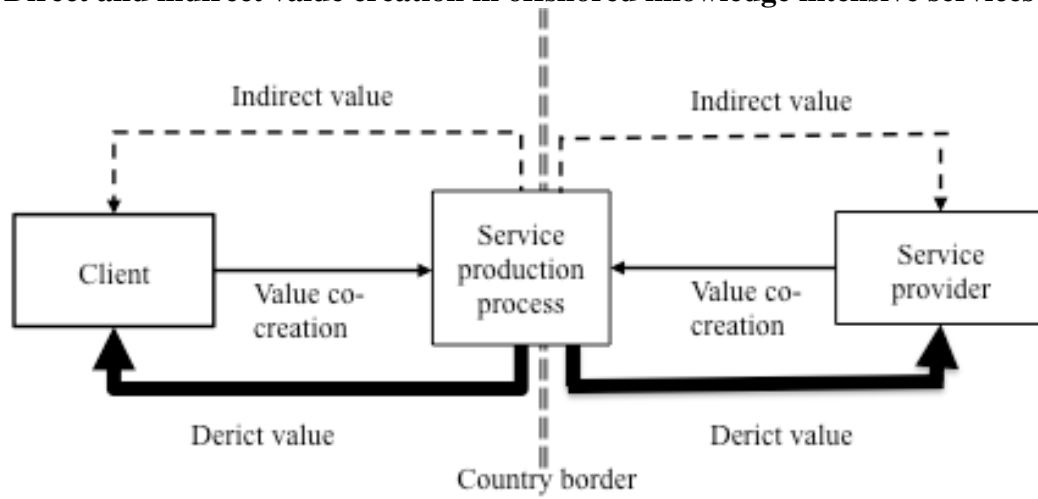 Direct and indirect value creation in offshored knowledge intensive services
Indirect value
Indirect value
Client
Value co-
creation
Service
production
process
Value co-
creation
Service
provider
Derict value
Derict value
Country border